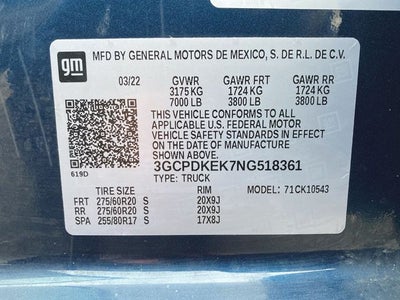 gm
MFD BY GENERAL MOTORS DE MEXICO, S. DE R.L. DE C.V.
03/22 GVWR GAWR FRT GAWR RR
3175 KG 1724 KG 1724 KG
7000 LB 3800 LB 3800 LB
THIS VEHICLE CONFORMS TO ALL
APPLICABLE U.S. FEDERAL MOTOR
VEHICLE SAFETY STANDARDS IN EFFECT
ON THE DATE OF MANUFACTURE
SHOWN ABOVE.
619D 3GCPDKEK7NG518361
TYPE: TRUCK 71CK10543
TIRE SIZE RIM
FRT 275/60R20 S 20X9J
RR 275/60R20 S 20X9J
SPA 255/80R17 S 17X8J